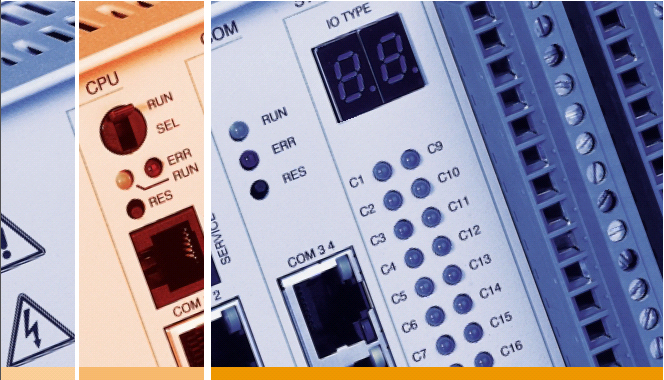 CPU
RUN
SEL
ERR
RUN
RES
COM
SERVICE
2
IO TYPE
RUN
ERR
RES
COM 3 4
C1
C9
C2
C10
C3
C11
C4
C12
C5
C13
C6
C14
C7
C15
C16